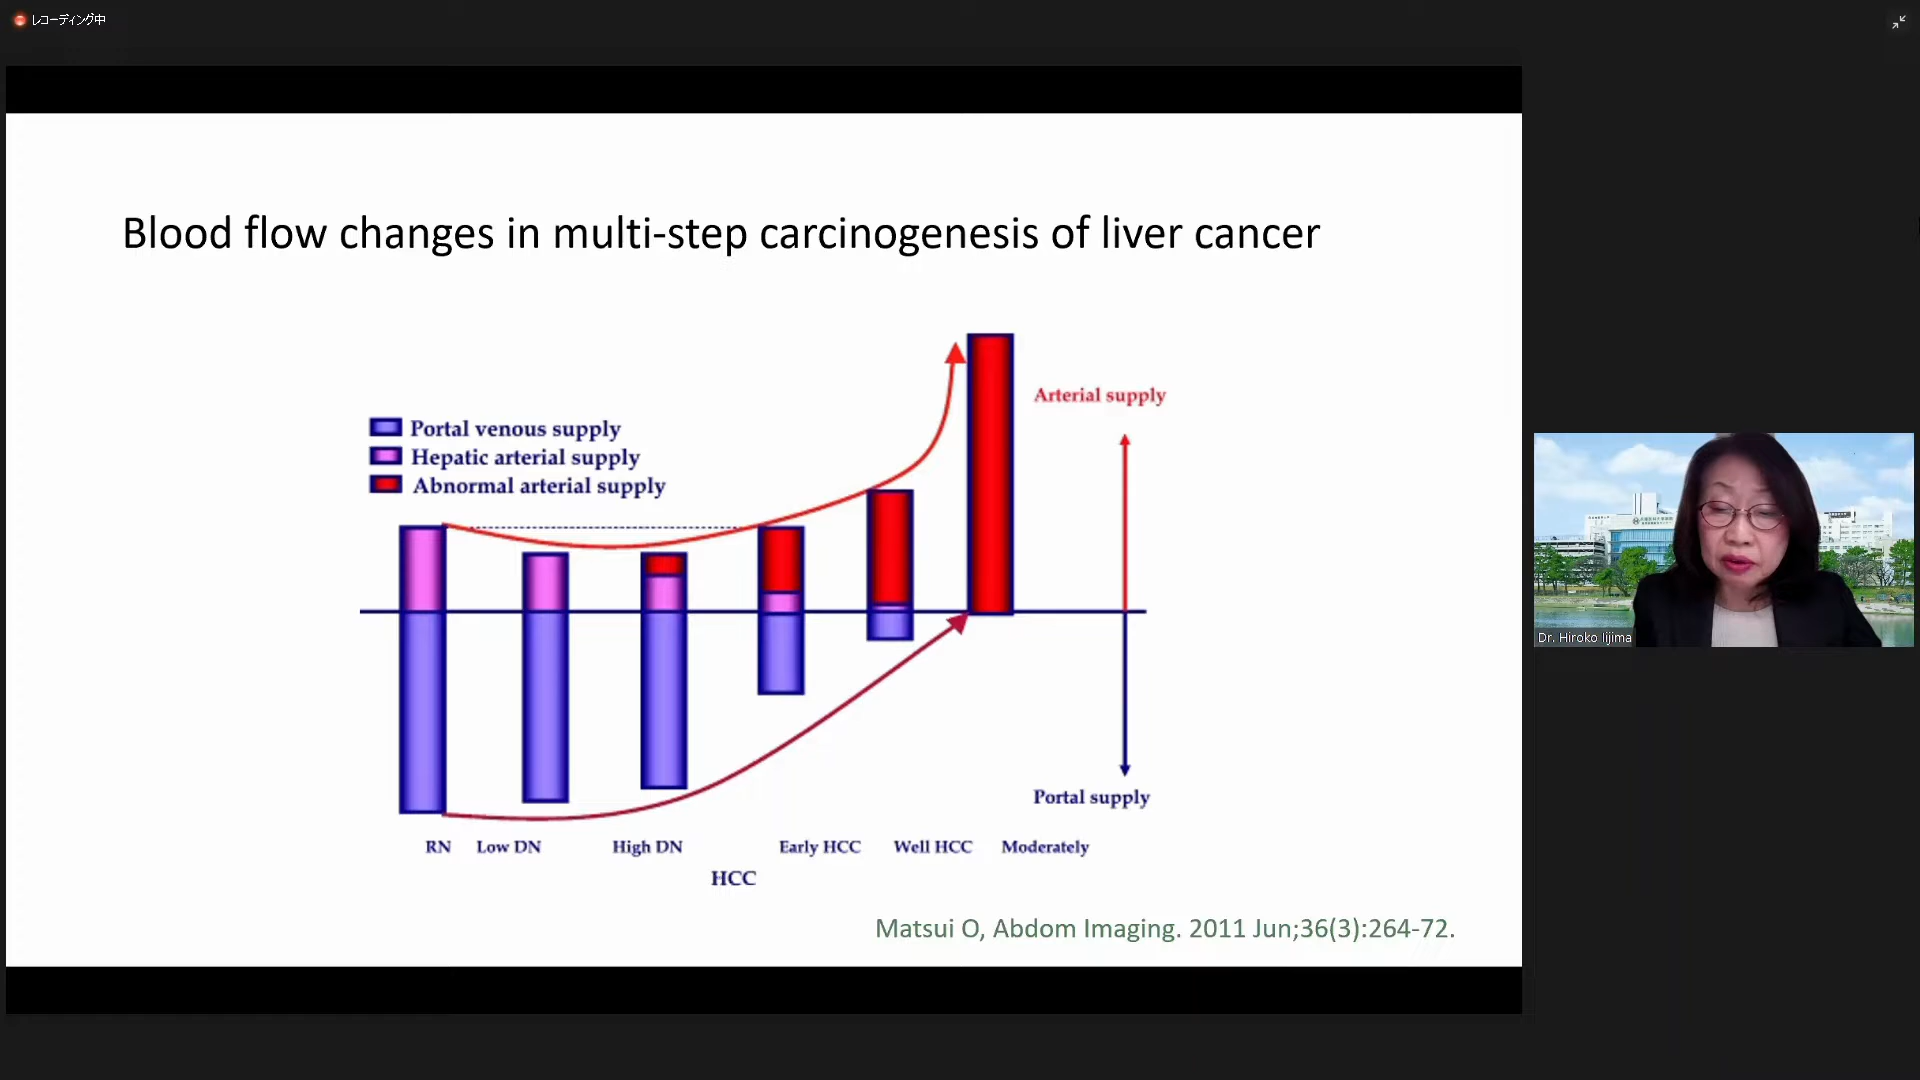 レコーディング中
Blood flow changes in multi-step carcinogenesis of liver cancer
Arterial supply
Portal venous supply
Hepatic arterial supply
Abnormal arterial supply
Portal supply
RN Low DN High DN Early HCC Well HCC Moderately
HCC
Matsui O, Abdom Imaging. 2011 Jun;36(3):264-72.
Dr. Hiroko Iijima